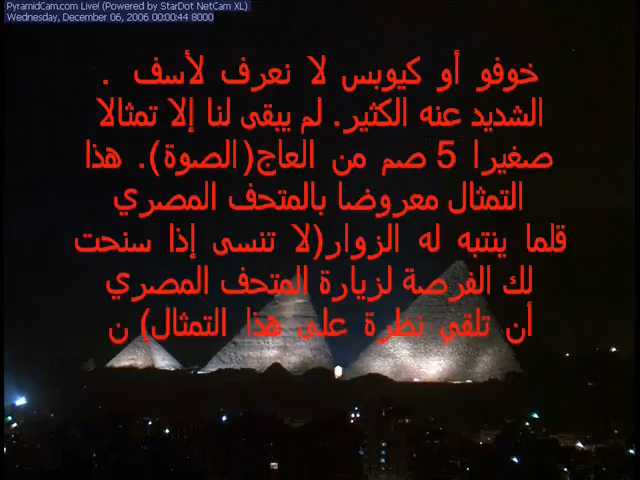 PyramidCam.com Live! (Powered by StarDot NetCam XL)
Wednesday, December 06, 2006 00:00:44 8000
خوفو أو كيوبس لا نعرف لأسف .
الشديد عنه الكثير. لم يبقى لنا إلا تمثالا
صغيرا 5 صم من العاج(الصوة). هذا
التمثال معروضا بالمتحف المصري
قلما ينتبه له الزوار(لا تنسى إذا سنحت
لك الفرصة لزيارة المتحف المصري
أن تلقي نظرة على هذا التمثال) ن